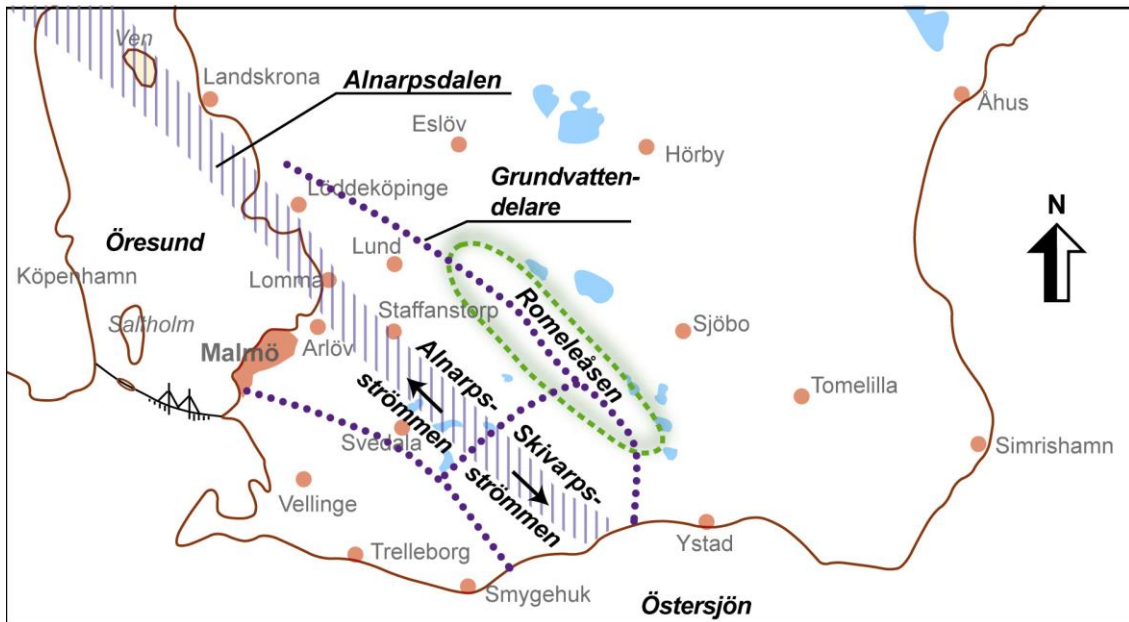 Ven
Landskrona
Alnarpsdalen
Åhus
Eslöv
Hörby
Grundvatten-
delare
Löddeköpinge
N
Öresund
Lund
Köpenhamn
Lomma
Romeleåsen
Staffanstorp
Saltholm
Sjöbo
Malmö
Arlöv
Alnarps-
strömmen
Tomelilla
Svedala
Skivarps-
strömmen
Simrishamn
Vellinge
Ystad
Trelleborg
Smygehuk
Östersjön